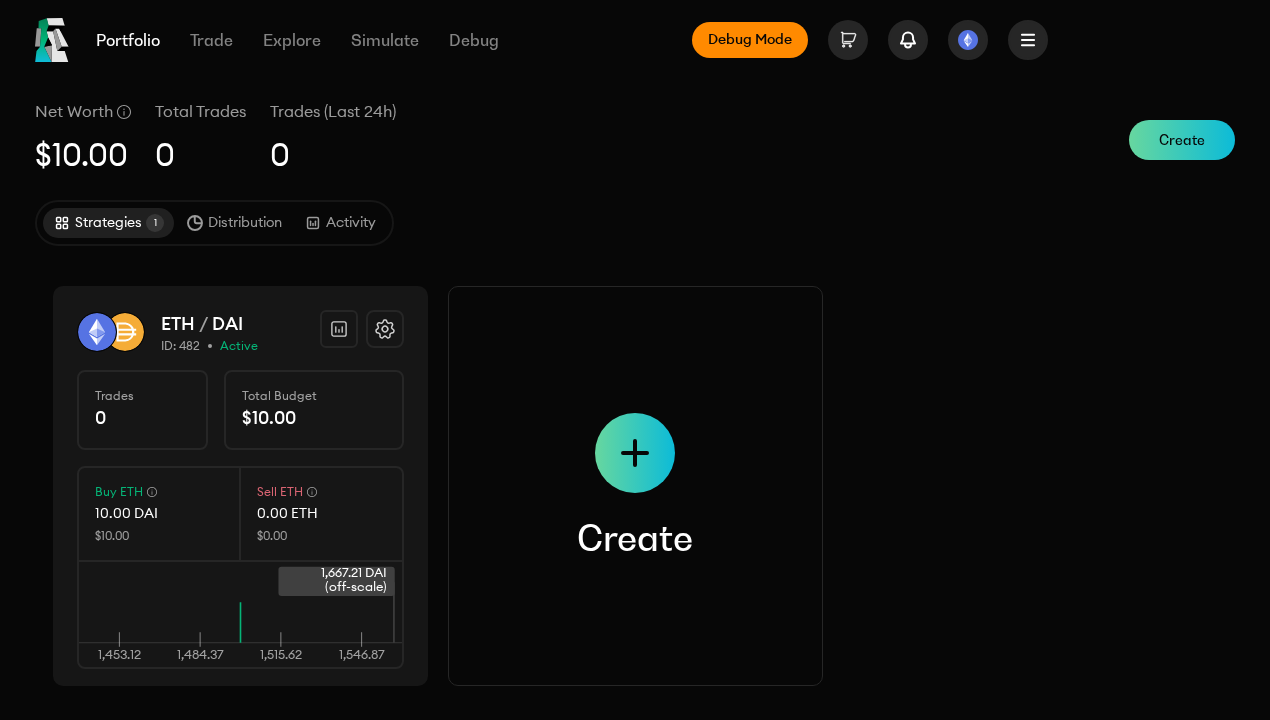 Portfolio Trade Explore Simulate Debug Debug Mode
Net Worth Total Trades Trades (Last 24h)
$10.00 0 0
Create
Strategies 1 Distribution Activity
ETH / DAI
ID: 482 • Active
Trades Total Budget
0 $10.00
Buy ETH Sell ETH
10.00 DAI 0.00 ETH
$10.00 $0.00
1,667.21 DAI
(off-scale)
1,453.12 1,484.37 1,515.62 1,546.87
Create